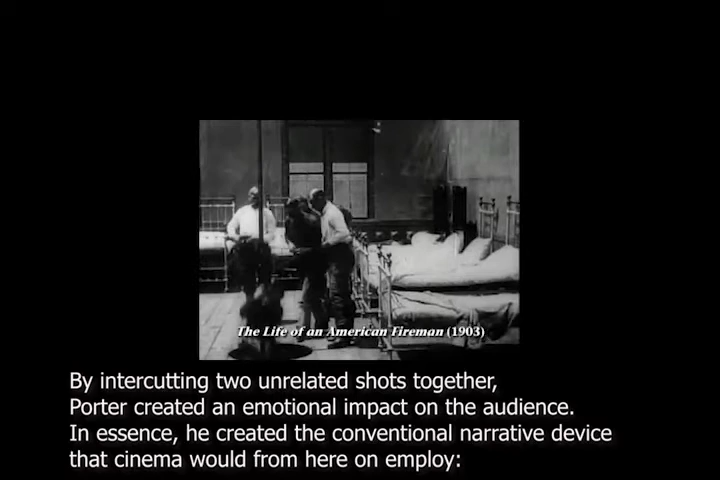 The Life of an American Fireman (1903)
By intercutting two unrelated shots together,
Porter created an emotional impact on the audience.
In essence, he created the conventional narrative device
that cinema would from here on employ: